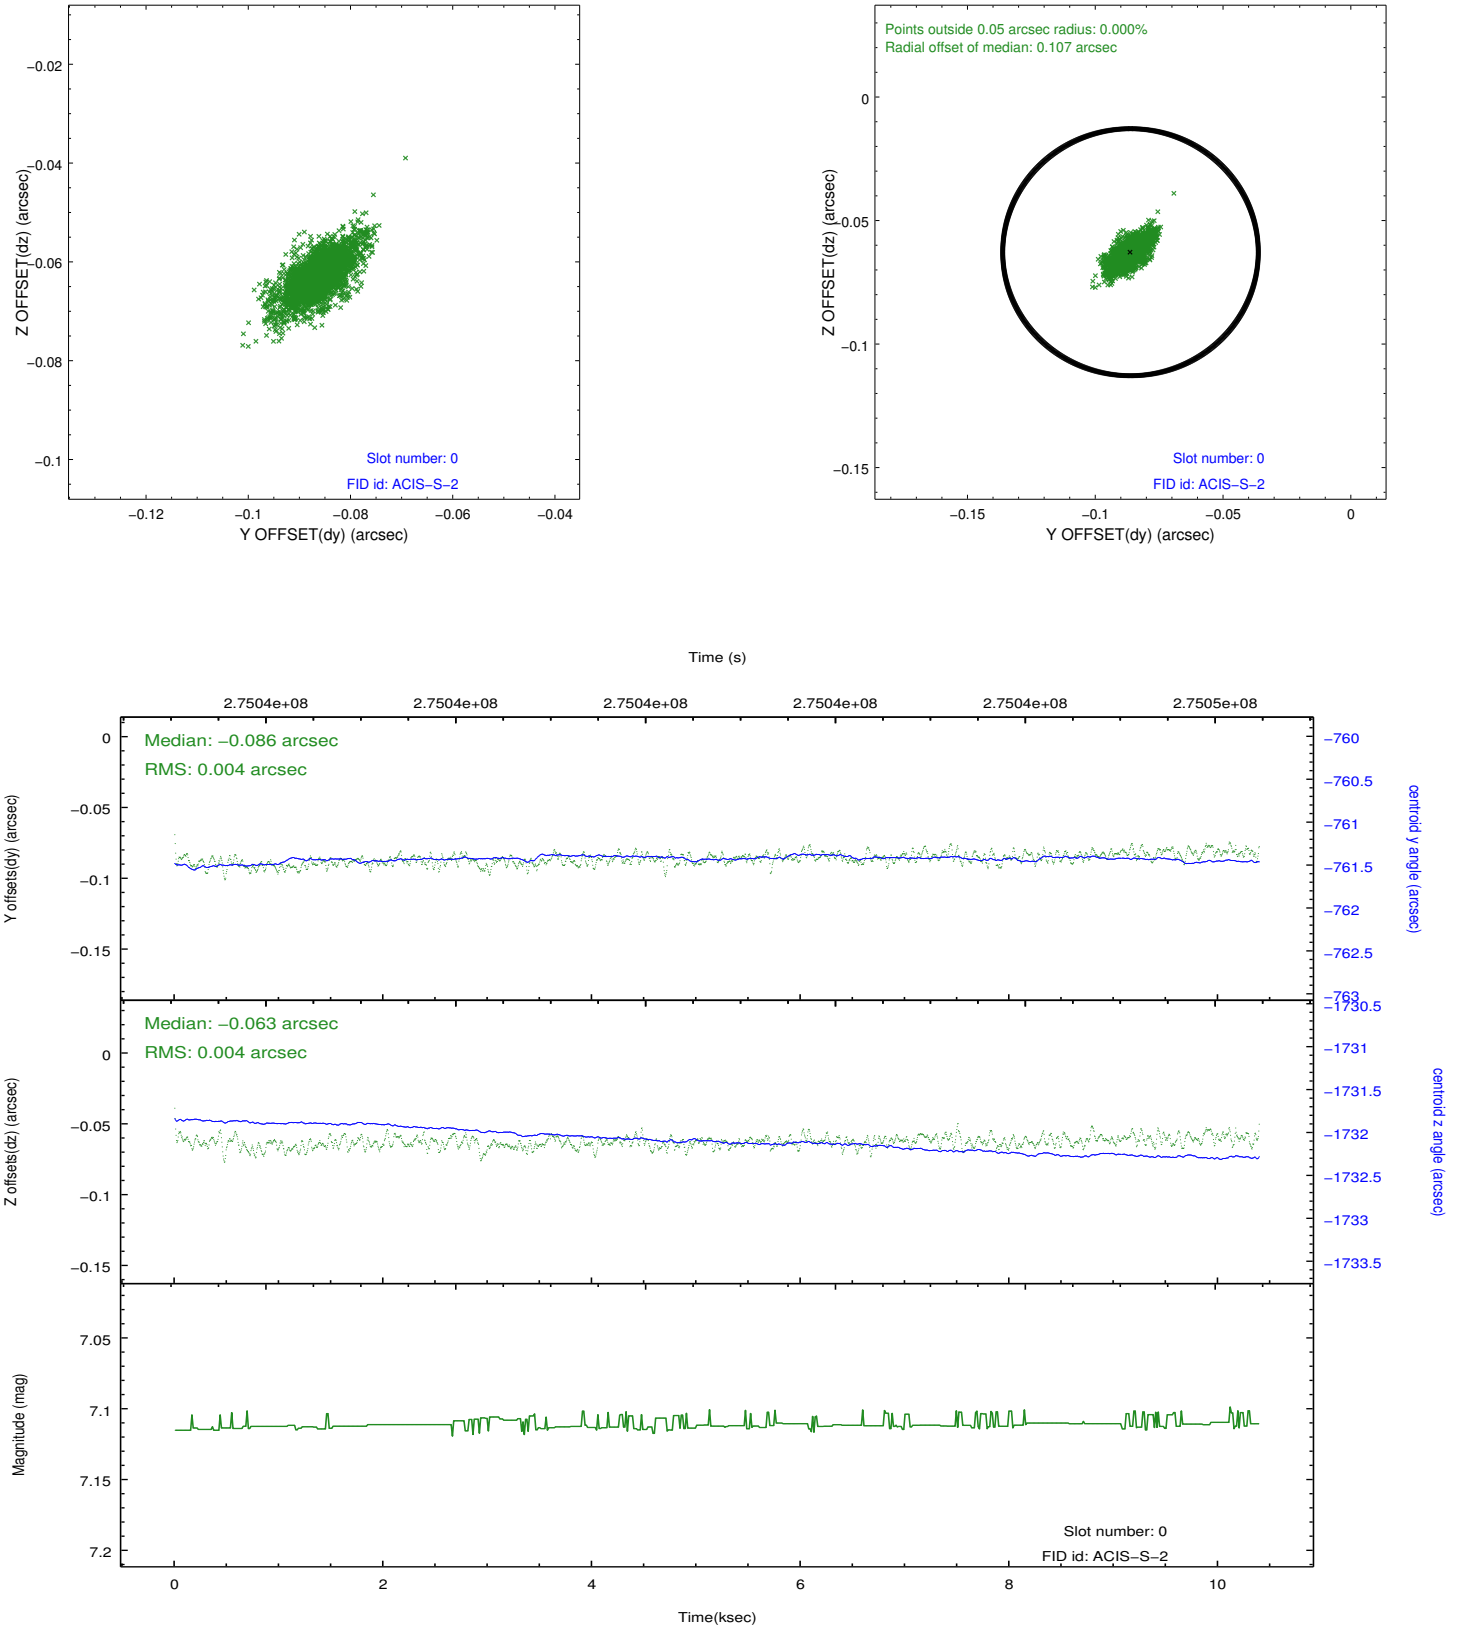 −0.02
−0.04
−0.06
−0.08
−0.1
Z OFFSET(dz) (arcsec)
Slot number: 0
FID id: ACIS−S−2
−0.12 −0.1 −0.08 −0.06 −0.04
Y OFFSET(dy) (arcsec)
Points outside 0.05 arcsec radius: 0.000%
Radial offset of median: 0.107 arcsec
0
−0.05
−0.1
−0.15
Z OFFSET(dz) (arcsec)
Slot number: 0
FID id: ACIS−S−2
−0.15 −0.1 −0.05 0
Y OFFSET(dy) (arcsec)
Time (s)
2.7504e+08 2.7504e+08 2.7504e+08 2.7504e+08 2.7504e+08 2.7505e+08
Median: −0.086 arcsec
RMS: 0.004 arcsec
0
−0.05
−0.1
−0.15
Y offsets(dy) (arcsec)
−760
−760.5
−761
−761.5
−762
−762.5
−763
centroid y angle (arcsec)
Median: −0.063 arcsec
RMS: 0.004 arcsec
0
−0.05
−0.1
−0.15
Z offsets(dz) (arcsec)
−1730.5
−1731
−1731.5
−1732
−1732.5
−1733
−1733.5
centroid z angle (arcsec)
7.05
7.1
7.15
7.2
Magnitude (mag)
Slot number: 0
FID id: ACIS−S−2
0 2 4 6 8 10
Time(ksec)